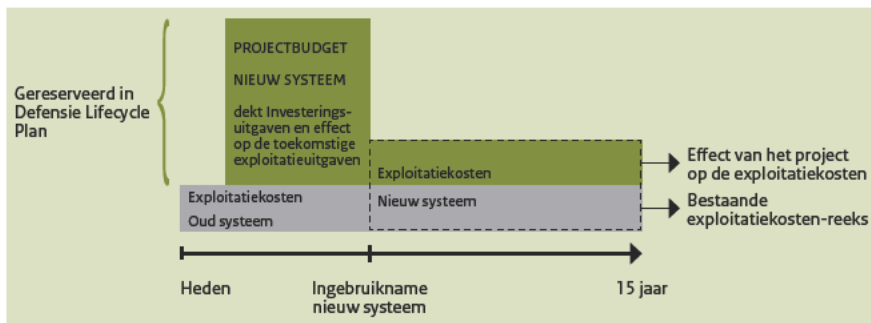 PROJECTBUDGET
NIEUW SYSTEEM
dekt Investerings-
uitgaven en effect
op de toekomstige
exploitatieuitgaven
Gereserveerd in
Defensie Lifecycle
Plan
Exploitatiekosten
Nieuw systeem
Exploitatiekosten
Oud systeem
Effect van het project
op de exploitatiekosten
Bestaande
exploitatiekosten-reeks
Heden
Ingebruikname
nieuw systeem
15 jaar